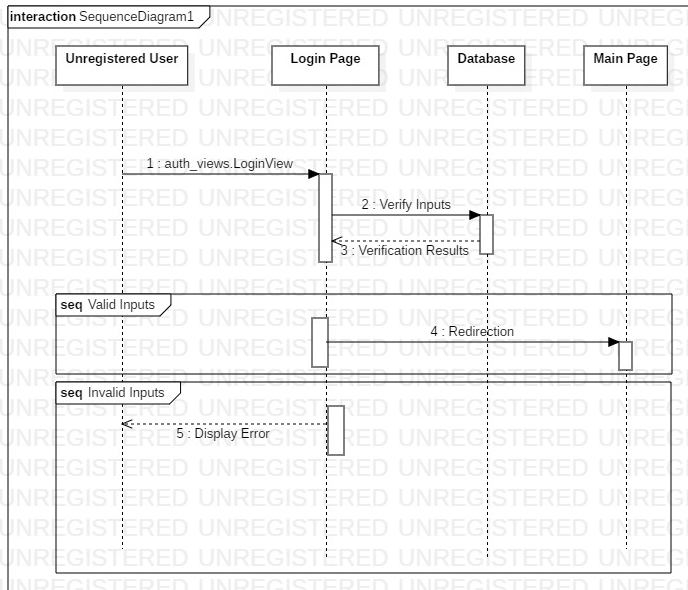 interaction SequenceDiagram1
Unregistered User
Login Page
Database
Main Page
1 : auth_views.LoginView
2 : Verify Inputs
3 : Verification Results
seq Valid Inputs
4 : Redirection
seq Invalid Inputs
5 : Display Error
UNREGISTERED UNREGISTERED UNREGISTERED UNREGISTERED